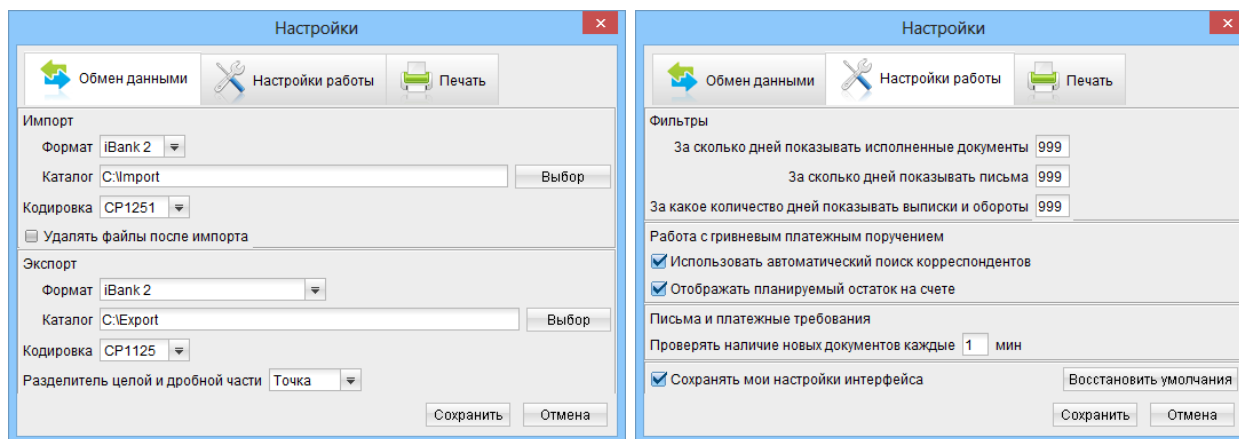 Настройки
Обмен данными
Настройки работы
Печать
Импорт
Формат iBank 2
Каталог C:\Import Выбор
Кодировка CP1251
Удалять файлы после импорта
Экспорт
Формат iBank 2
Каталог C:\Export Выбор
Кодировка CP1125
Разделитель целой и дробной части Точка
Сохранить Отмена
Настройки
Обмен данными
Настройки работы
Печать
Фильтры
За сколько дней показывать исполненные документы 999
За сколько дней показывать письма 999
За какое количество дней показывать выписки и обороты 999
Работа с гривневым платежным поручением
Использовать автоматический поиск корреспондентов
Отображать планируемый остаток на счете
Письма и платежные требования
Проверять наличие новых документов каждые 1 мин
Сохранять мои настройки интерфейса Восстановить умолчания
Сохранить Отмена